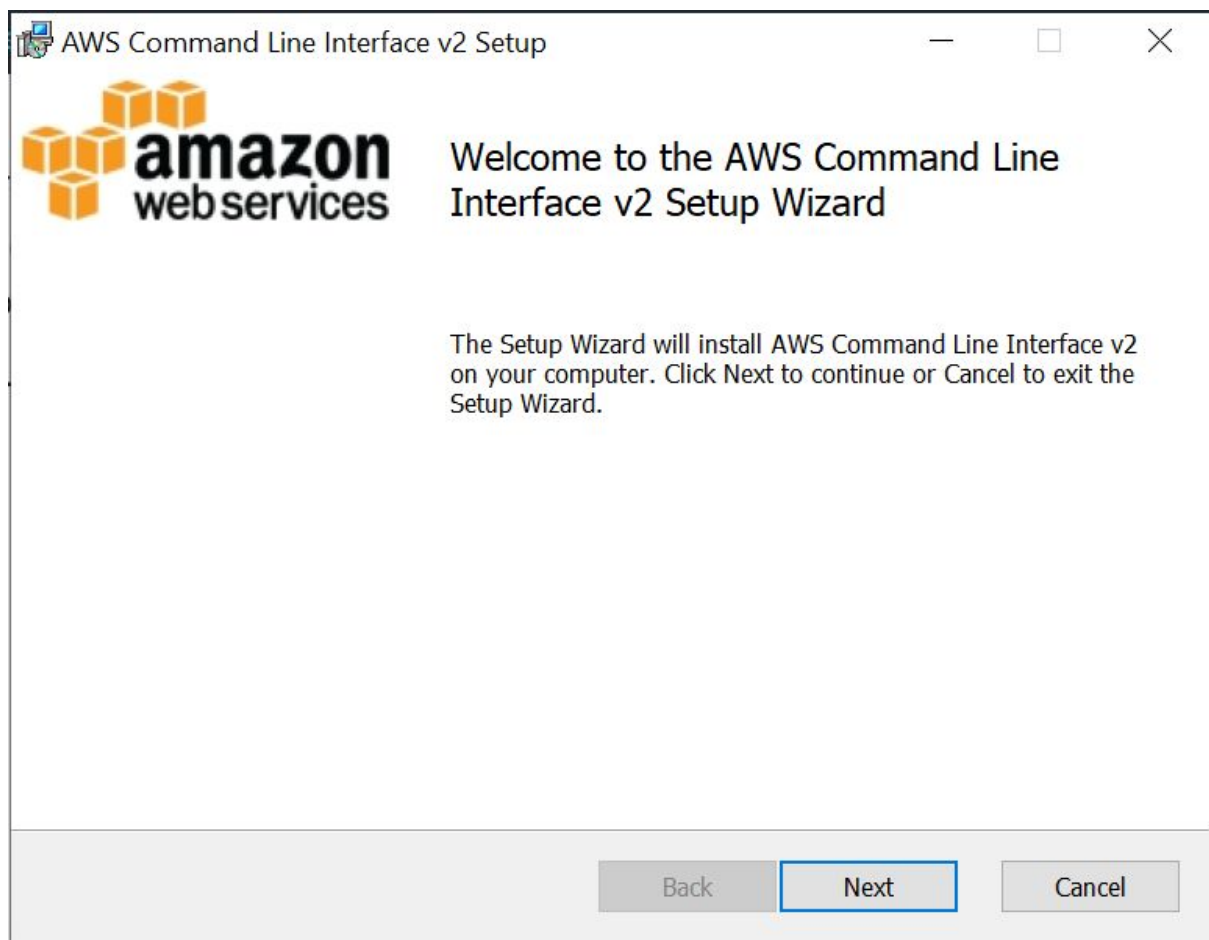 AWS Command Line Interface v2 Setup
amazon
webservices
Welcome to the AWS Command Line
Interface v2 Setup Wizard
The Setup Wizard will install AWS Command Line Interface v2
on your computer. Click Next to continue or Cancel to exit the
Setup Wizard.
Back
Next
Cancel